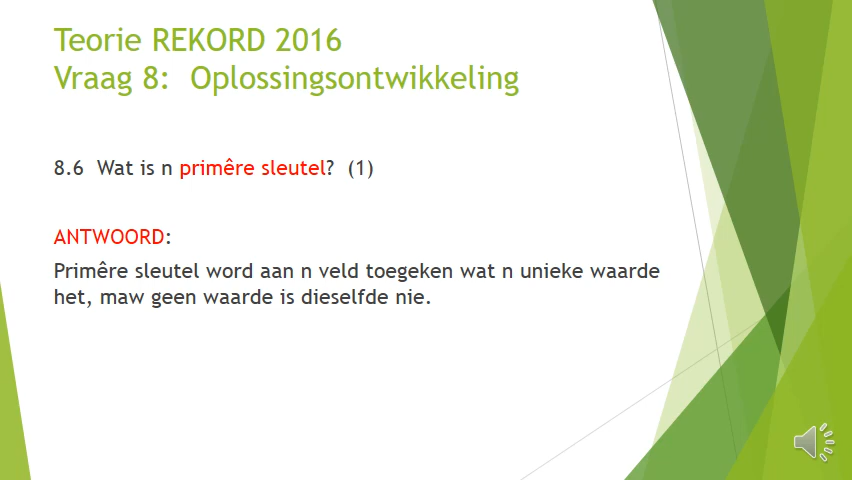 Teorie REKORD 2016
Vraag 8:  Oplossingsontwikkeling
8.6  Wat is n primêre sleutel?  (1)
ANTWOORD:
Primêre sleutel word aan n veld toegeken wat n unieke waarde
het, maw geen waarde is dieselfde nie.